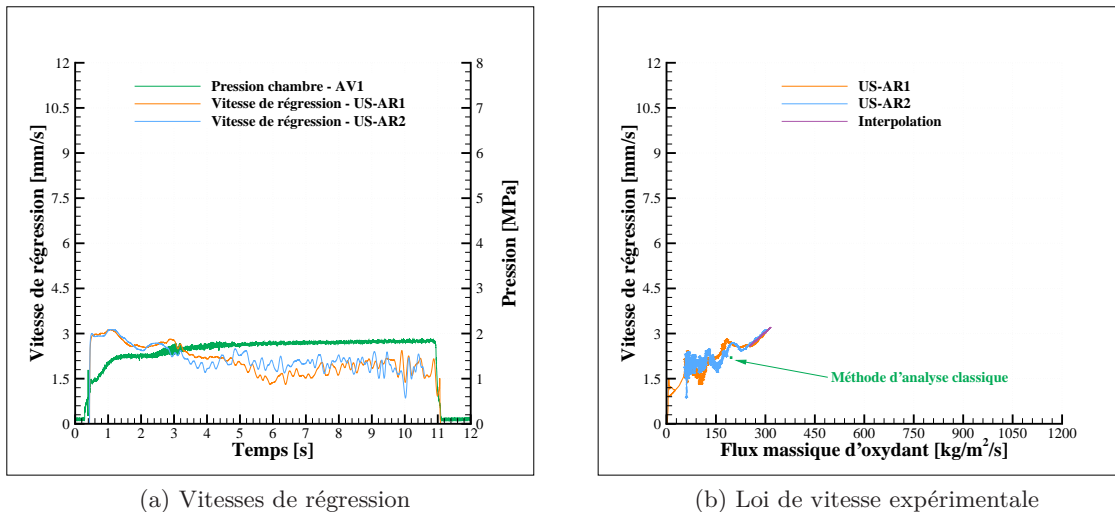 12
10.5
9
7.5
6
4.5
3
1.5
0
Vitesse de régression [mm/s]
Pression chambre - AV1
Vitesse de régression - US-AR1
Vitesse de régression - US-AR2
8
7
6
5
4
3
2
1
0
Pression [MPa]
0 1 2 3 4 5 6 7 8 9 10 11 12
Temps [s]
(a) Vitesses de régression
12
10.5
9
7.5
6
4.5
3
1.5
0
Vitesse de régression [mm/s]
US-AR1
US-AR2
Interpolation
Méthode d'analyse classique
0 150 300 450 600 750 900 1050 1200
Flux massique d'oxydant [kg/m²/s]
(b) Loi de vitesse expérimentale